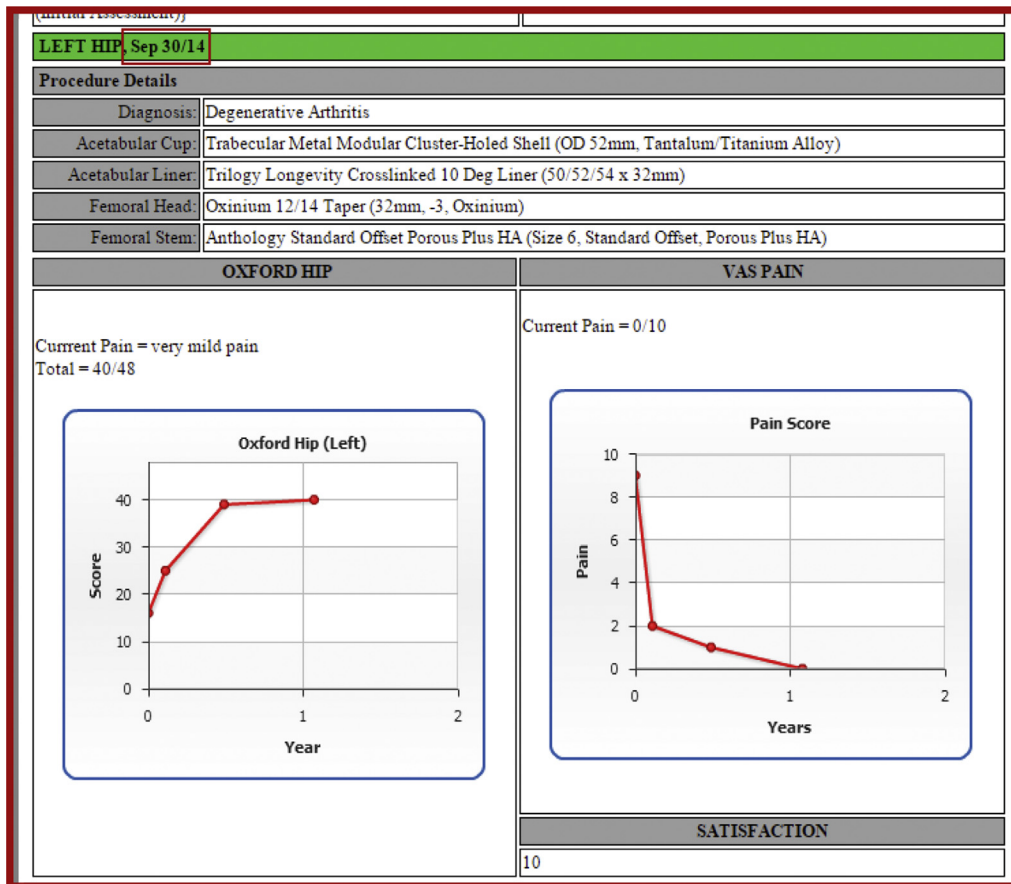 (Initial Assessment)}
LEFT HIP, Sep 30/14
Procedure Details
Diagnosis: Degenerative Arthritis
Acetabular Cup: Trabecular Metal Modular Cluster-Holed Shell (OD 52mm, Tantalum/Titanium Alloy)
Acetabular Liner: Trilogy Longevity Crosslinked 10 Deg Liner (50/52/54 x 32mm)
Femoral Head: Oxinium 12/14 Taper (32mm, -3, Oxinium)
Femoral Stem: Anthology Standard Offset Porous Plus HA (Size 6, Standard Offset, Porous Plus HA)
OXFORD HIP
Currrent Pain = very mild pain
Total = 40/48
Oxford Hip (Left)
Score
40
30
20
10
0
0 1 2
Year
VAS PAIN
Current Pain = 0/10
Pain Score
Pain
10
8
6
4
2
0
0 1 2
Years
SATISFACTION
10